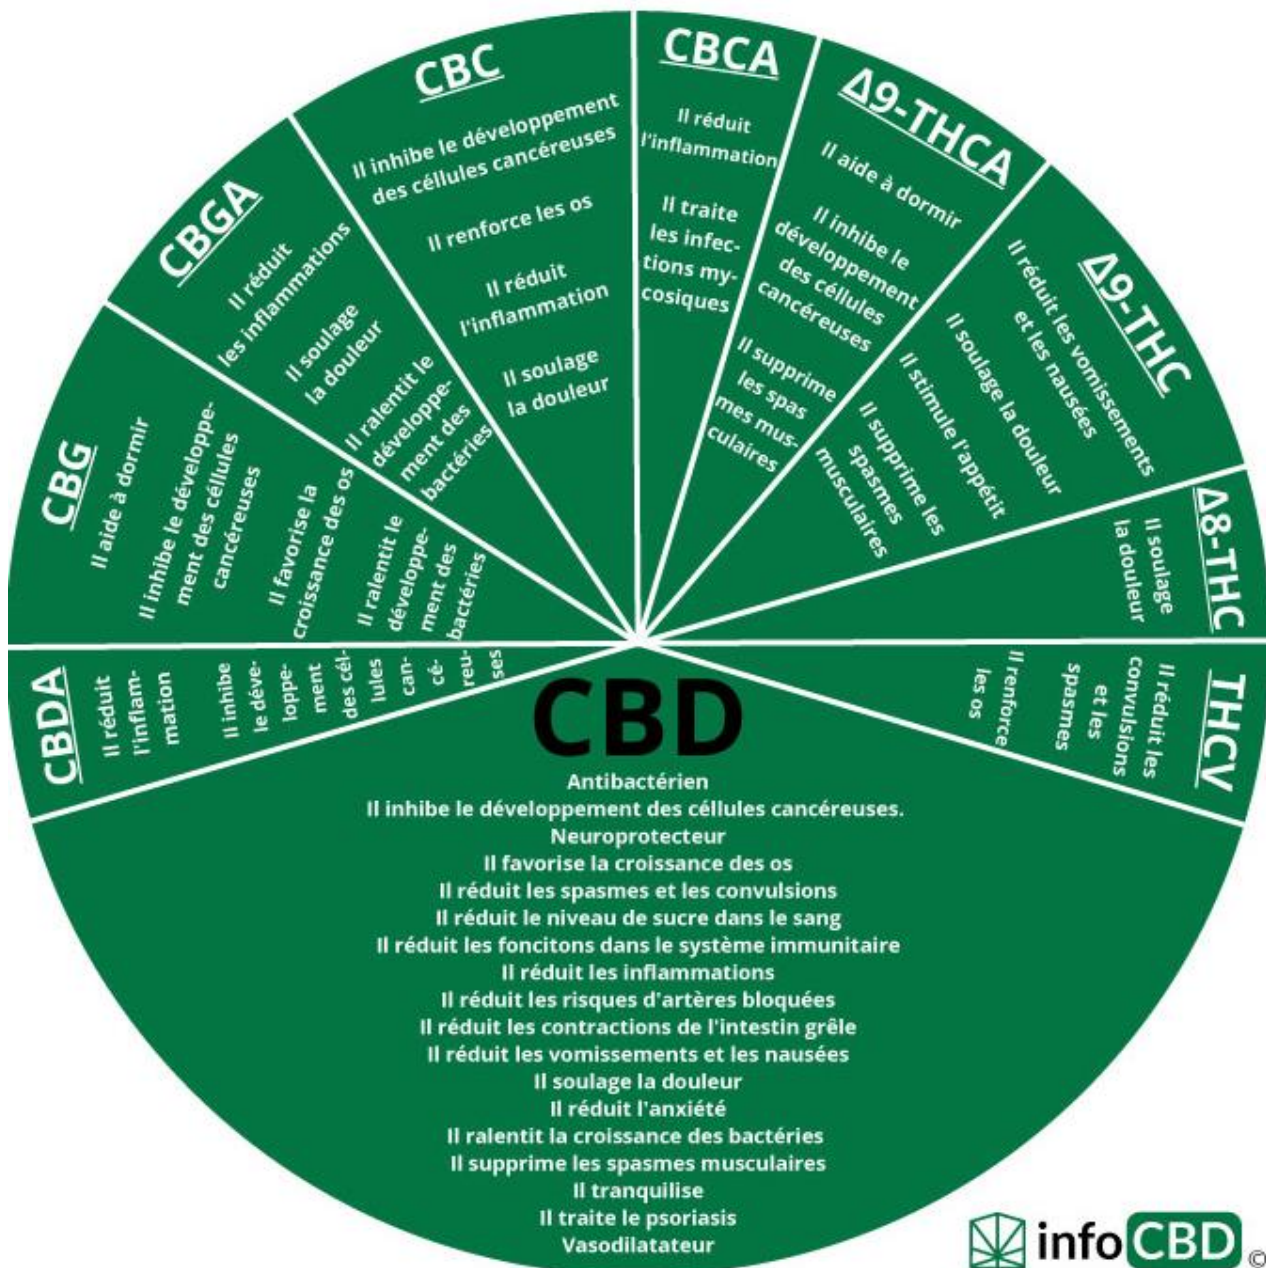 CBDA
Il réduit
l'inflam-
mation
Il inhibe
le déve-
loppe-
ment
des cél-
lules
can-
cé-
reu-
ses
CBG
Il aide à dormir
Il inhibe le développe-
ment des céllules
cancéreuses
Il favorise la
croissance des os
Il ralentit le
développe-
ment des
bactéries
CBGA
Il réduit
les inflammations
Il soulage
la douleur
Il ralentit le
développe-
ment des
bactéries
CBC
Il inhibe le développement
des céllules cancéreuses
Il renforce les os
Il réduit
l'inflammation
Il soulage
la douleur
CBCA
Il réduit
l'inflammation
Il traite
les infec-
tions my-
cosiques
Δ9-THCA
Il aide à dormir
Il inhibe le
développement
des céllules
cancéreuses
Il supprime
les spas
mes mus-
culaires
Δ9-THC
Il réduit les vomissements
et les nausées
Il soulage la douleur
Il stimule l'appétit
Il supprime les
spasmes
musculaires
Δ8-THC
Il soulage
la douleur
THCV
Il réduit les
convulsions
et les
spasmes
Il renforce
les os
CBD
Antibactérien
Il inhibe le développement des céllules cancéreuses.
Neuroprotecteur
Il favorise la croissance des os
Il réduit les spasmes et les convulsions
Il réduit le niveau de sucre dans le sang
Il réduit les foncitons dans le système immunitaire
Il réduit les inflammations
Il réduit les risques d'artères bloquées
Il réduit les contractions de l'intestin grêle
Il réduit les vomissements et les nausées
Il soulage la douleur
Il réduit l'anxiété
Il ralentit la croissance des bactéries
Il supprime les spasmes musculaires
Il tranquilise
Il traite le psoriasis
Vasodilatateur
info CBD ©